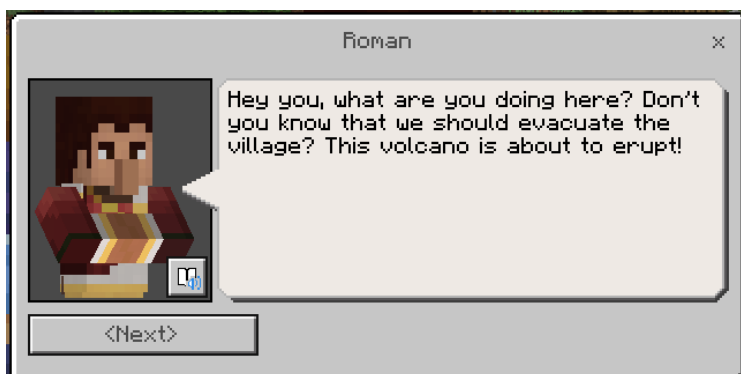 Roman
Hey you, what are you doing here? Don't
you know that we should evacuate the
village? This volcano is about to erupt!
<Next>